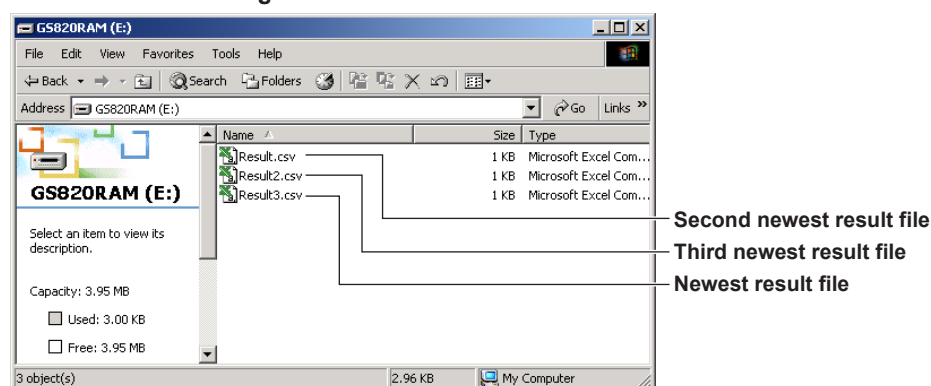 GS820RAM (E:)
File Edit View Favorites Tools Help
Back Search Folders
Address GS820RAM (E:) Go Links »
Name Size Type
Result.csv 1 KB Microsoft Excel Com...
Result2.csv 1 KB Microsoft Excel Com...
Result3.csv 1 KB Microsoft Excel Com...
GS820RAM (E:)
Select an item to view its
description.
Capacity: 3.95 MB
Used: 3.00 KB
Free: 3.95 MB
3 object(s) 2.96 KB My Computer
Second newest result file
Third newest result file
Newest result file